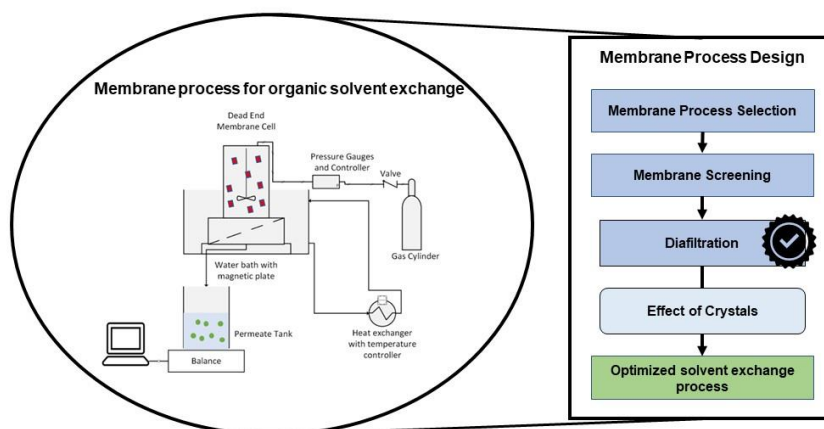 Membrane process for organic solvent exchange
Dead End
Membrane Cell
Pressure Gauges
and Controller
Valve
Gas Cylinder
Water bath with
magnetic plate
Permeate Tank
Heat exchanger
with temperature
controller
Balance
Membrane Process Design
Membrane Process Selection
Membrane Screening
Diafiltration
Effect of Crystals
Optimized solvent exchange
process